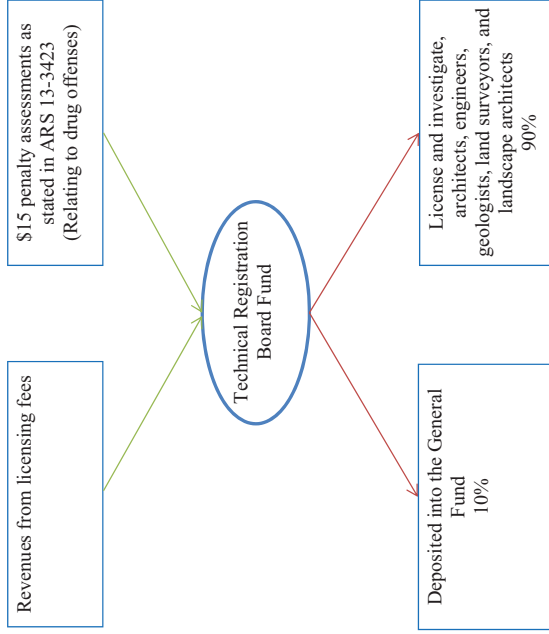 Revenues from licensing fees
$15 penalty assessments as
stated in ARS 13-3423
(Relating to drug offenses)
Technical Registration
Board Fund
Deposited into the General
Fund
10%
License and investigate,
architects, engineers,
geologists, land surveyors, and
landscape architects
90%